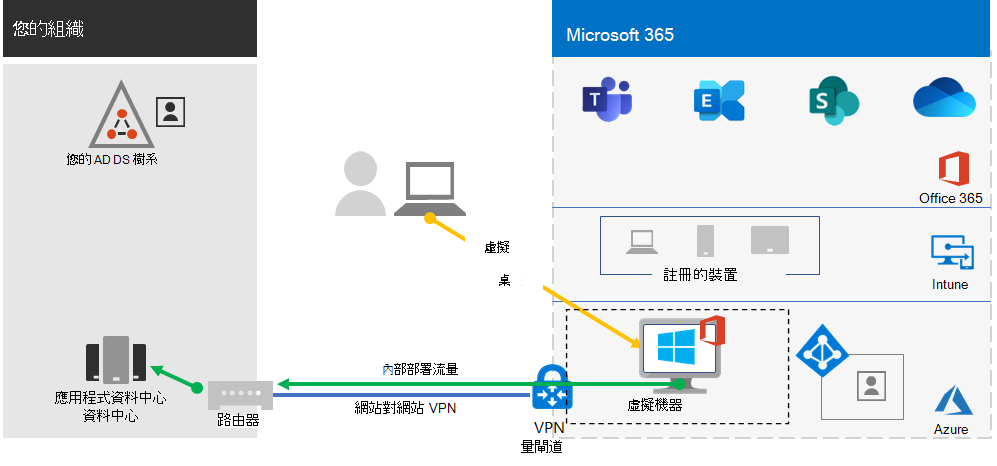 您的組織
Microsoft 365
T
E
S
您的 AD DS 樹系
Office 365
虛擬
桌
註冊的裝置
Intune
應用程式資料中心
資料中心
路由器
內部部署流量
網站對網站 VPN
VPN
量閘道
虛擬機器
Azure